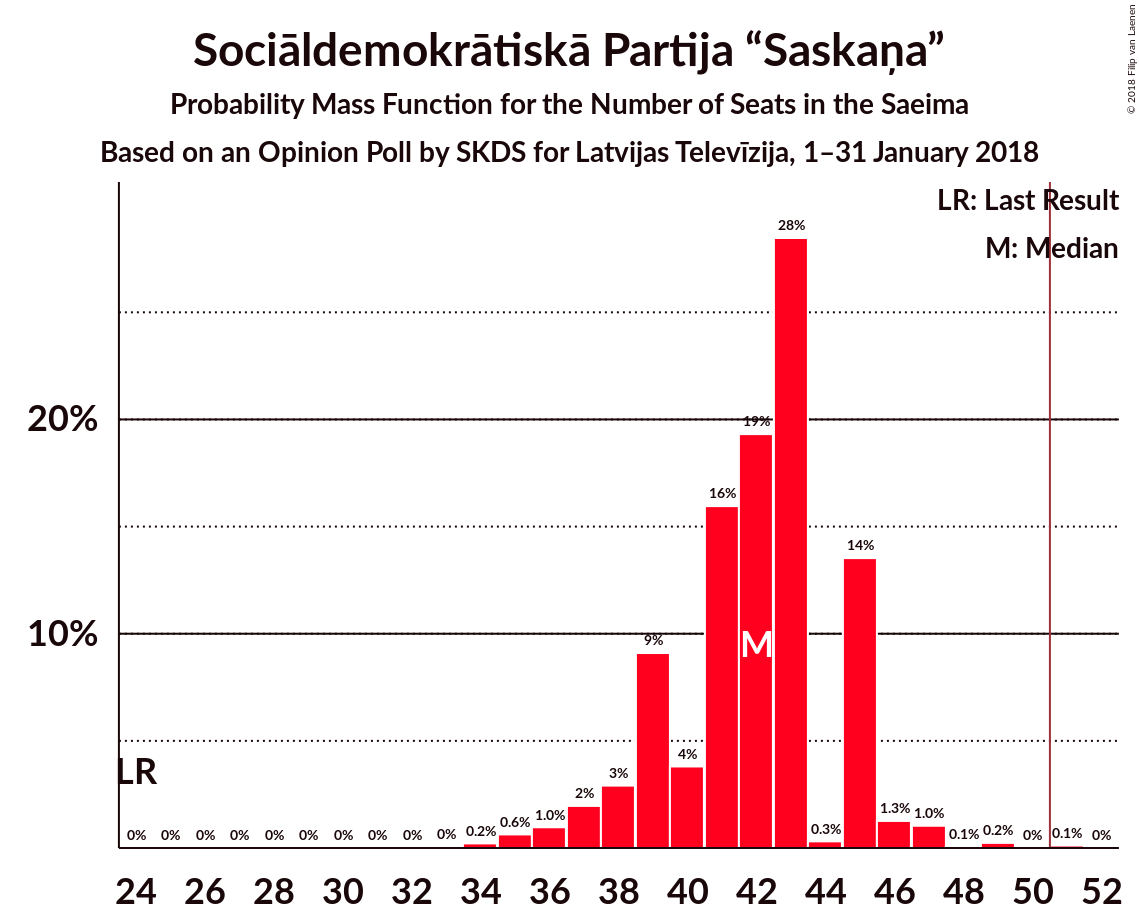 Sociāldemokrātiskā Partija “Saskaņa”
Probability Mass Function for the Number of Seats in the Saeima
Based on an Opinion Poll by SKDS for Latvijas Televīzija, 1–31 January 2018
© 2018 Filip van Laenen
LR: Last Result
M: Median
20%
10%
28%
19%
16%
14%
9%
M
4%
LR
3%
2%
0% 0% 0% 0% 0% 0% 0% 0% 0% 0% 0.2% 0.6% 1.0% 0.3% 1.3% 1.0% 0.1% 0.2% 0% 0.1% 0%
24 26 28 30 32 34 36 38 40 42 44 46 48 50 52